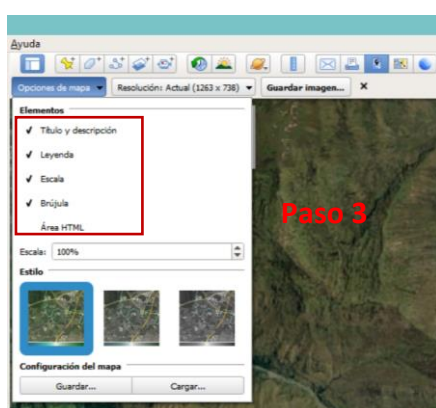 Ayuda
Opciones de mapa Resolución: Actual (1263 x 738) Guardar imagen... X
Elementos
Título y descripción
Leyenda
Escala
Brújula
Área HTML
Paso 3
Escala: 100%
Estilo
Configuración del mapa
Guardar... Cargar...